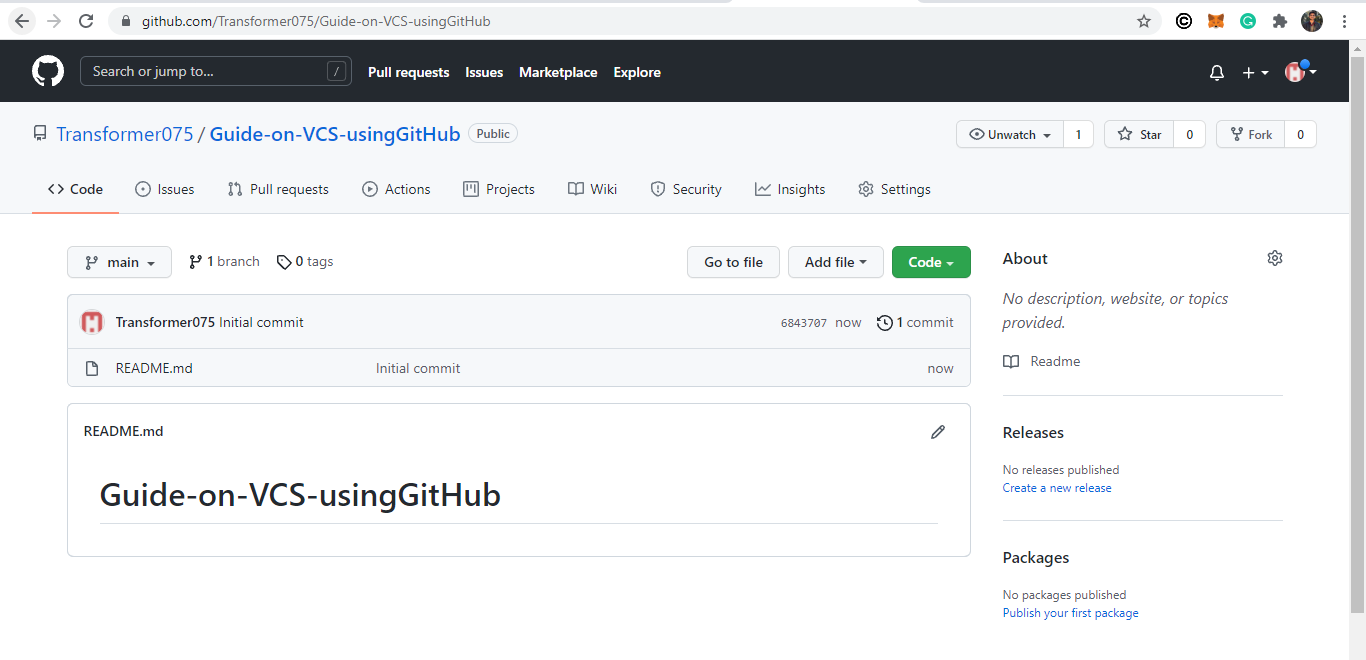 github.com/Transformer075/Guide-on-VCS-usingGitHub
Search or jump to... / Pull requests Issues Marketplace Explore
Transformer075 / Guide-on-VCS-usingGitHub Public Unwatch 1 Star 0 Fork 0
Code Issues Pull requests Actions Projects Wiki Security Insights Settings
main 1 branch 0 tags Go to file Add file Code
About
No description, website, or topics
provided.
Readme
Transformer075 Initial commit 6843707 now 1 commit
README.md Initial commit now
README.md
Guide-on-VCS-usingGitHub
Releases
No releases published
Create a new release
Packages
No packages published
Publish your first package